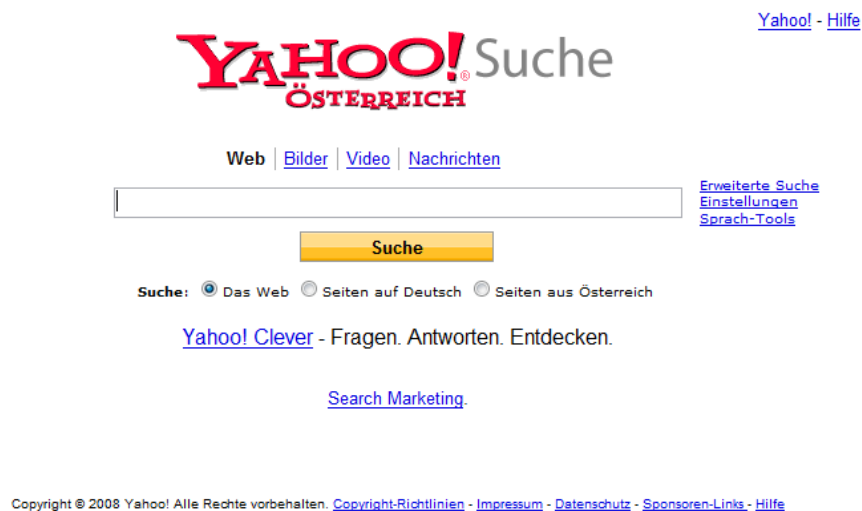 Yahoo! - Hilfe
YAHOO!® Suche
ÖSTERREICH
Web | Bilder | Video | Nachrichten
Erweiterte Suche
Einstellungen
Sprach-Tools
Suche
Suche: Das Web Seiten auf Deutsch Seiten aus Österreich
Yahoo! Clever - Fragen. Antworten. Entdecken.
Search Marketing.
Copyright © 2008 Yahoo! Alle Rechte vorbehalten. Copyright-Richtlinien - Impressum - Datenschutz - Sponsoren-Links - Hilfe